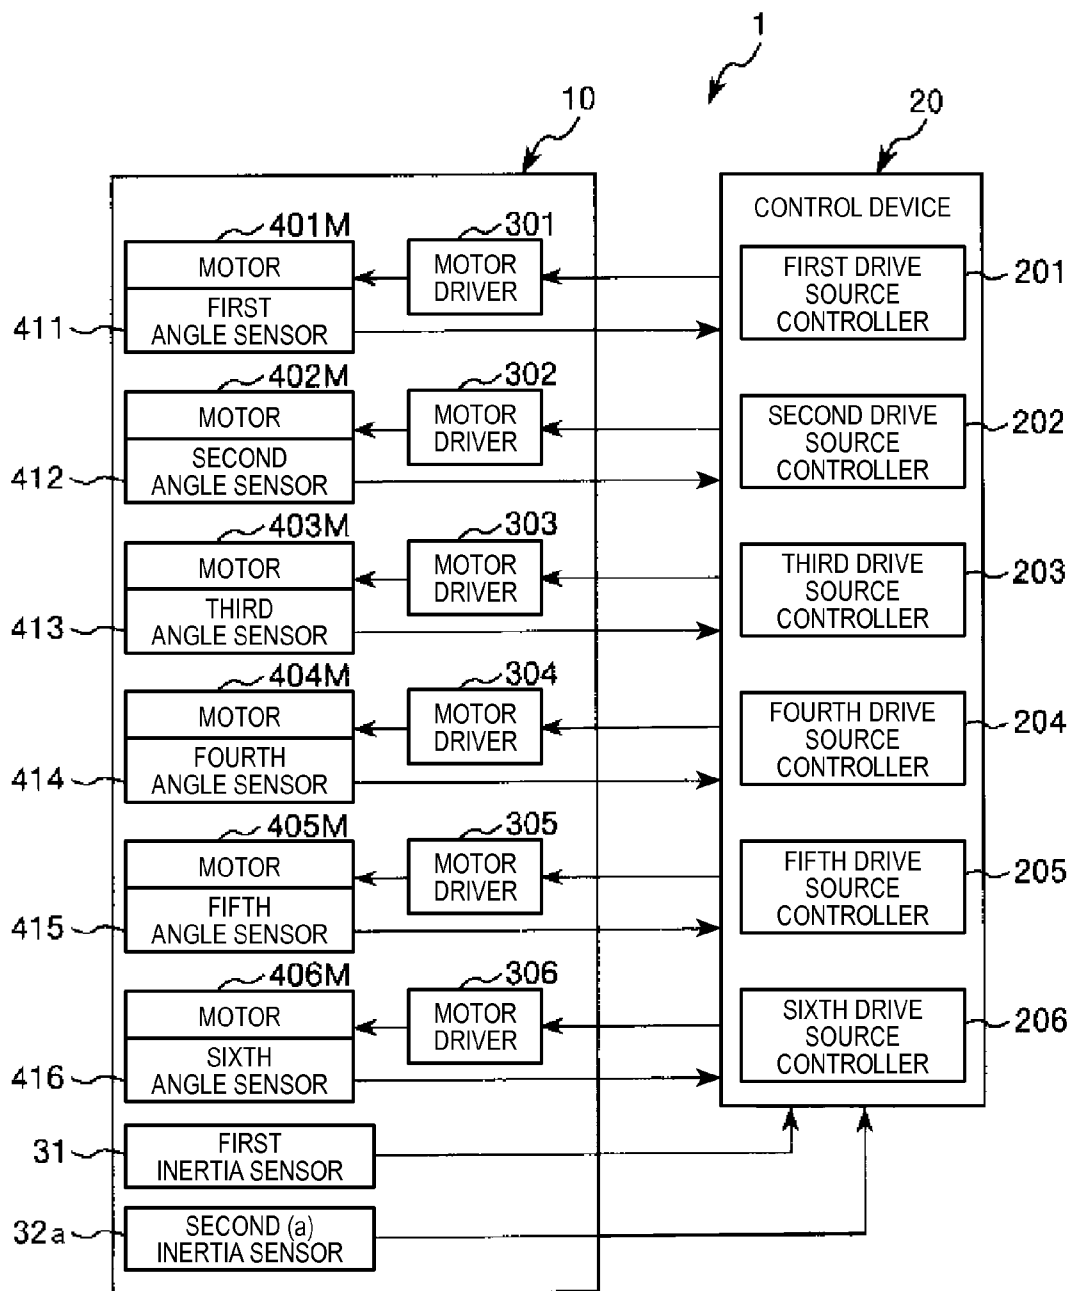 1
10
20
CONTROL DEVICE
401M
301
MOTOR
MOTOR
DRIVER
FIRST
ANGLE SENSOR
411
FIRST DRIVE
SOURCE
CONTROLLER
201
402M
302
MOTOR
MOTOR
DRIVER
SECOND
ANGLE SENSOR
412
SECOND DRIVE
SOURCE
CONTROLLER
202
403M
303
MOTOR
MOTOR
DRIVER
THIRD
ANGLE SENSOR
413
THIRD DRIVE
SOURCE
CONTROLLER
203
404M
304
MOTOR
MOTOR
DRIVER
FOURTH
ANGLE SENSOR
414
FOURTH DRIVE
SOURCE
CONTROLLER
204
405M
305
MOTOR
MOTOR
DRIVER
FIFTH
ANGLE SENSOR
415
FIFTH DRIVE
SOURCE
CONTROLLER
205
406M
306
MOTOR
MOTOR
DRIVER
SIXTH
ANGLE SENSOR
416
SIXTH DRIVE
SOURCE
CONTROLLER
206
31
FIRST
INERTIA SENSOR
32a
SECOND (a)
INERTIA SENSOR